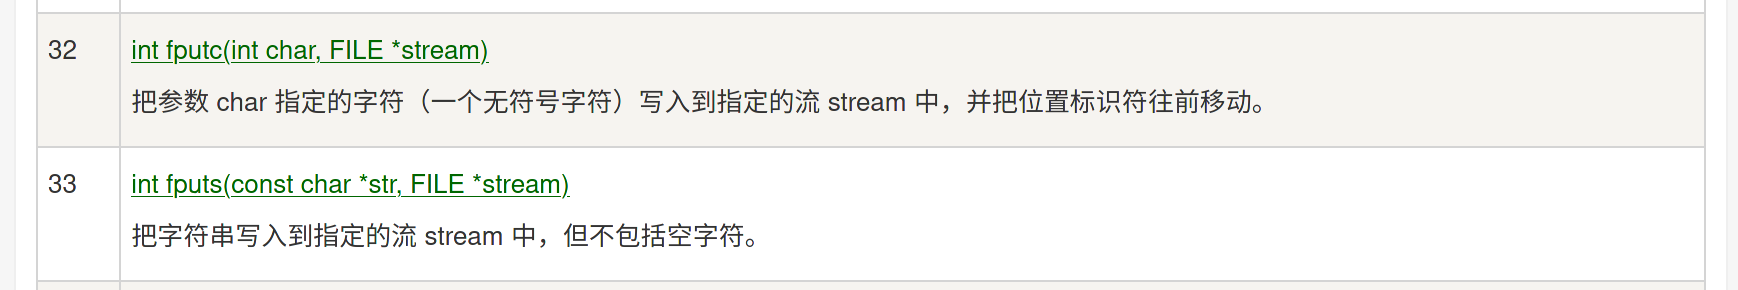 32
int fputc(int char, FILE *stream)
把参数 char 指定的字符（一个无符号字符）写入到指定的流 stream 中，并把位置标识符往前移动。
33
int fputs(const char *str, FILE *stream)
把字符串写入到指定的流 stream 中，但不包括空字符。